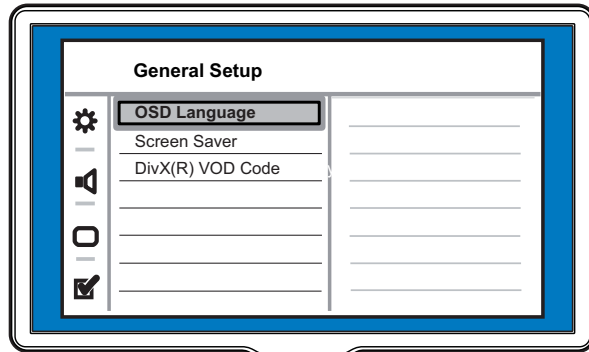 General Setup
OSD Language
Screen Saver
DivX(R) VOD Code